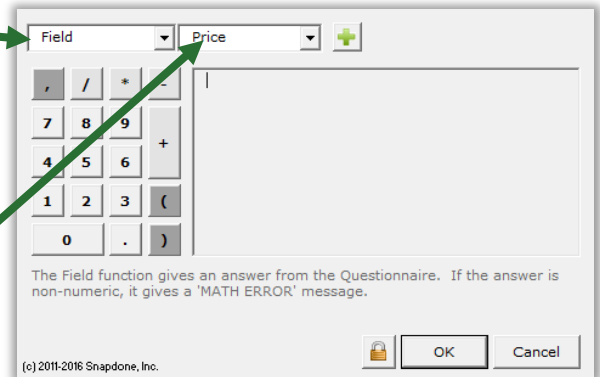 Field Price
, / * -
7 8 9 +
4 5 6
1 2 3 (
0 . )
The Field function gives an answer from the Questionnaire. If the answer is
non-numeric, it gives a 'MATH ERROR' message.
OK Cancel
(c) 2011-2016 Snapdone, Inc.